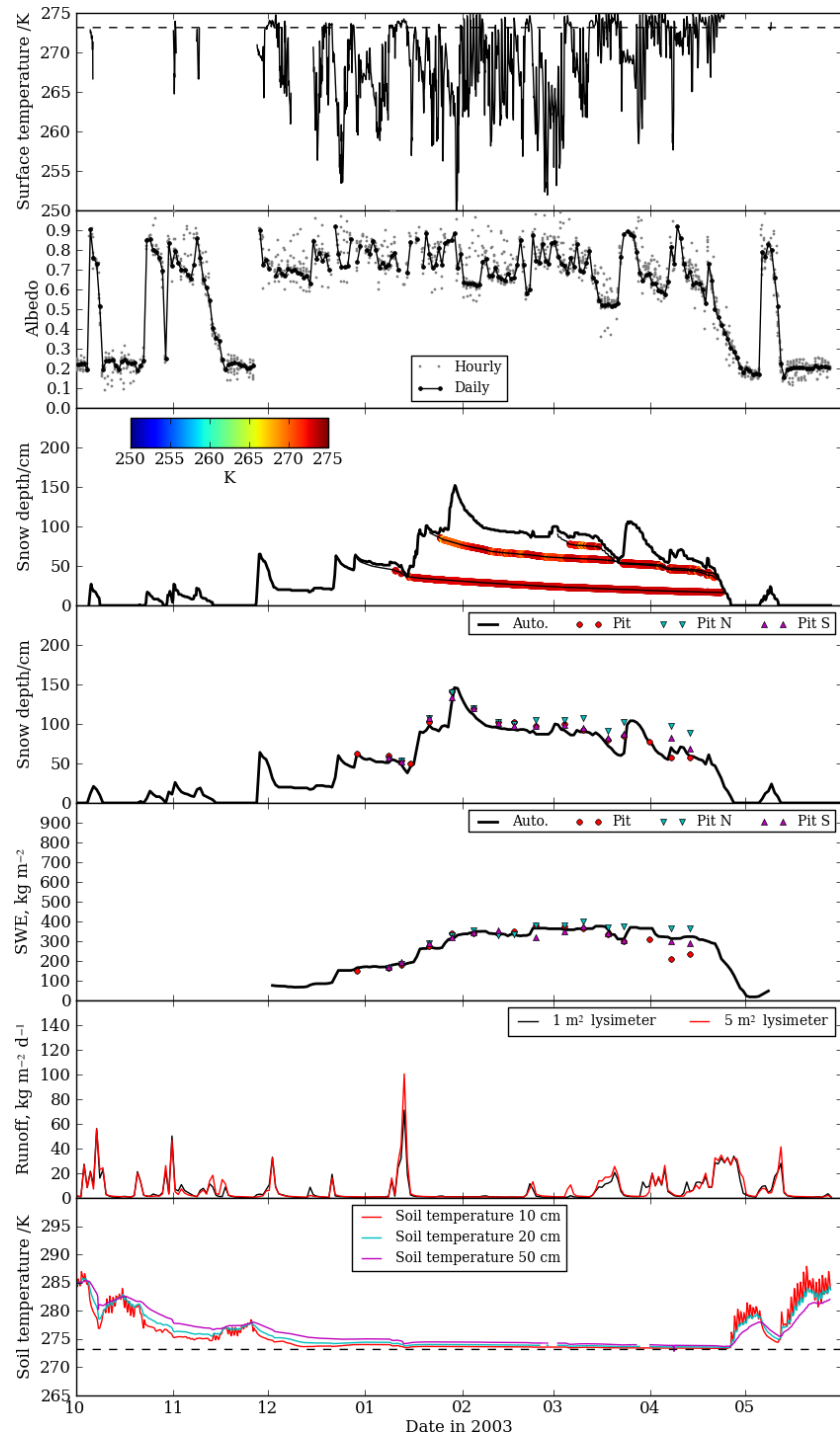 275
270
265
260
255
250
Surface temperature /K
0.9
0.8
0.7
0.6
0.5
0.4
0.3
0.2
0.1
0.0
Albedo
Hourly
Daily
200
150
100
50
0
Snow depth/cm
250 255 260 265 270 275
K
200
150
100
50
0
Snow depth/cm
Auto. Pit Pit N Pit S
900
800
700
600
500
400
300
200
100
0
SWE, kg m⁻²
Auto. Pit Pit N Pit S
140
120
100
80
60
40
20
0
Runoff, kg m⁻² d⁻¹
1 m² lysimeter 5 m² lysimeter
295
290
285
280
275
270
265
Soil temperature /K
Soil temperature 10 cm
Soil temperature 20 cm
Soil temperature 50 cm
10 11 12 01 02 03 04 05
Date in 2003